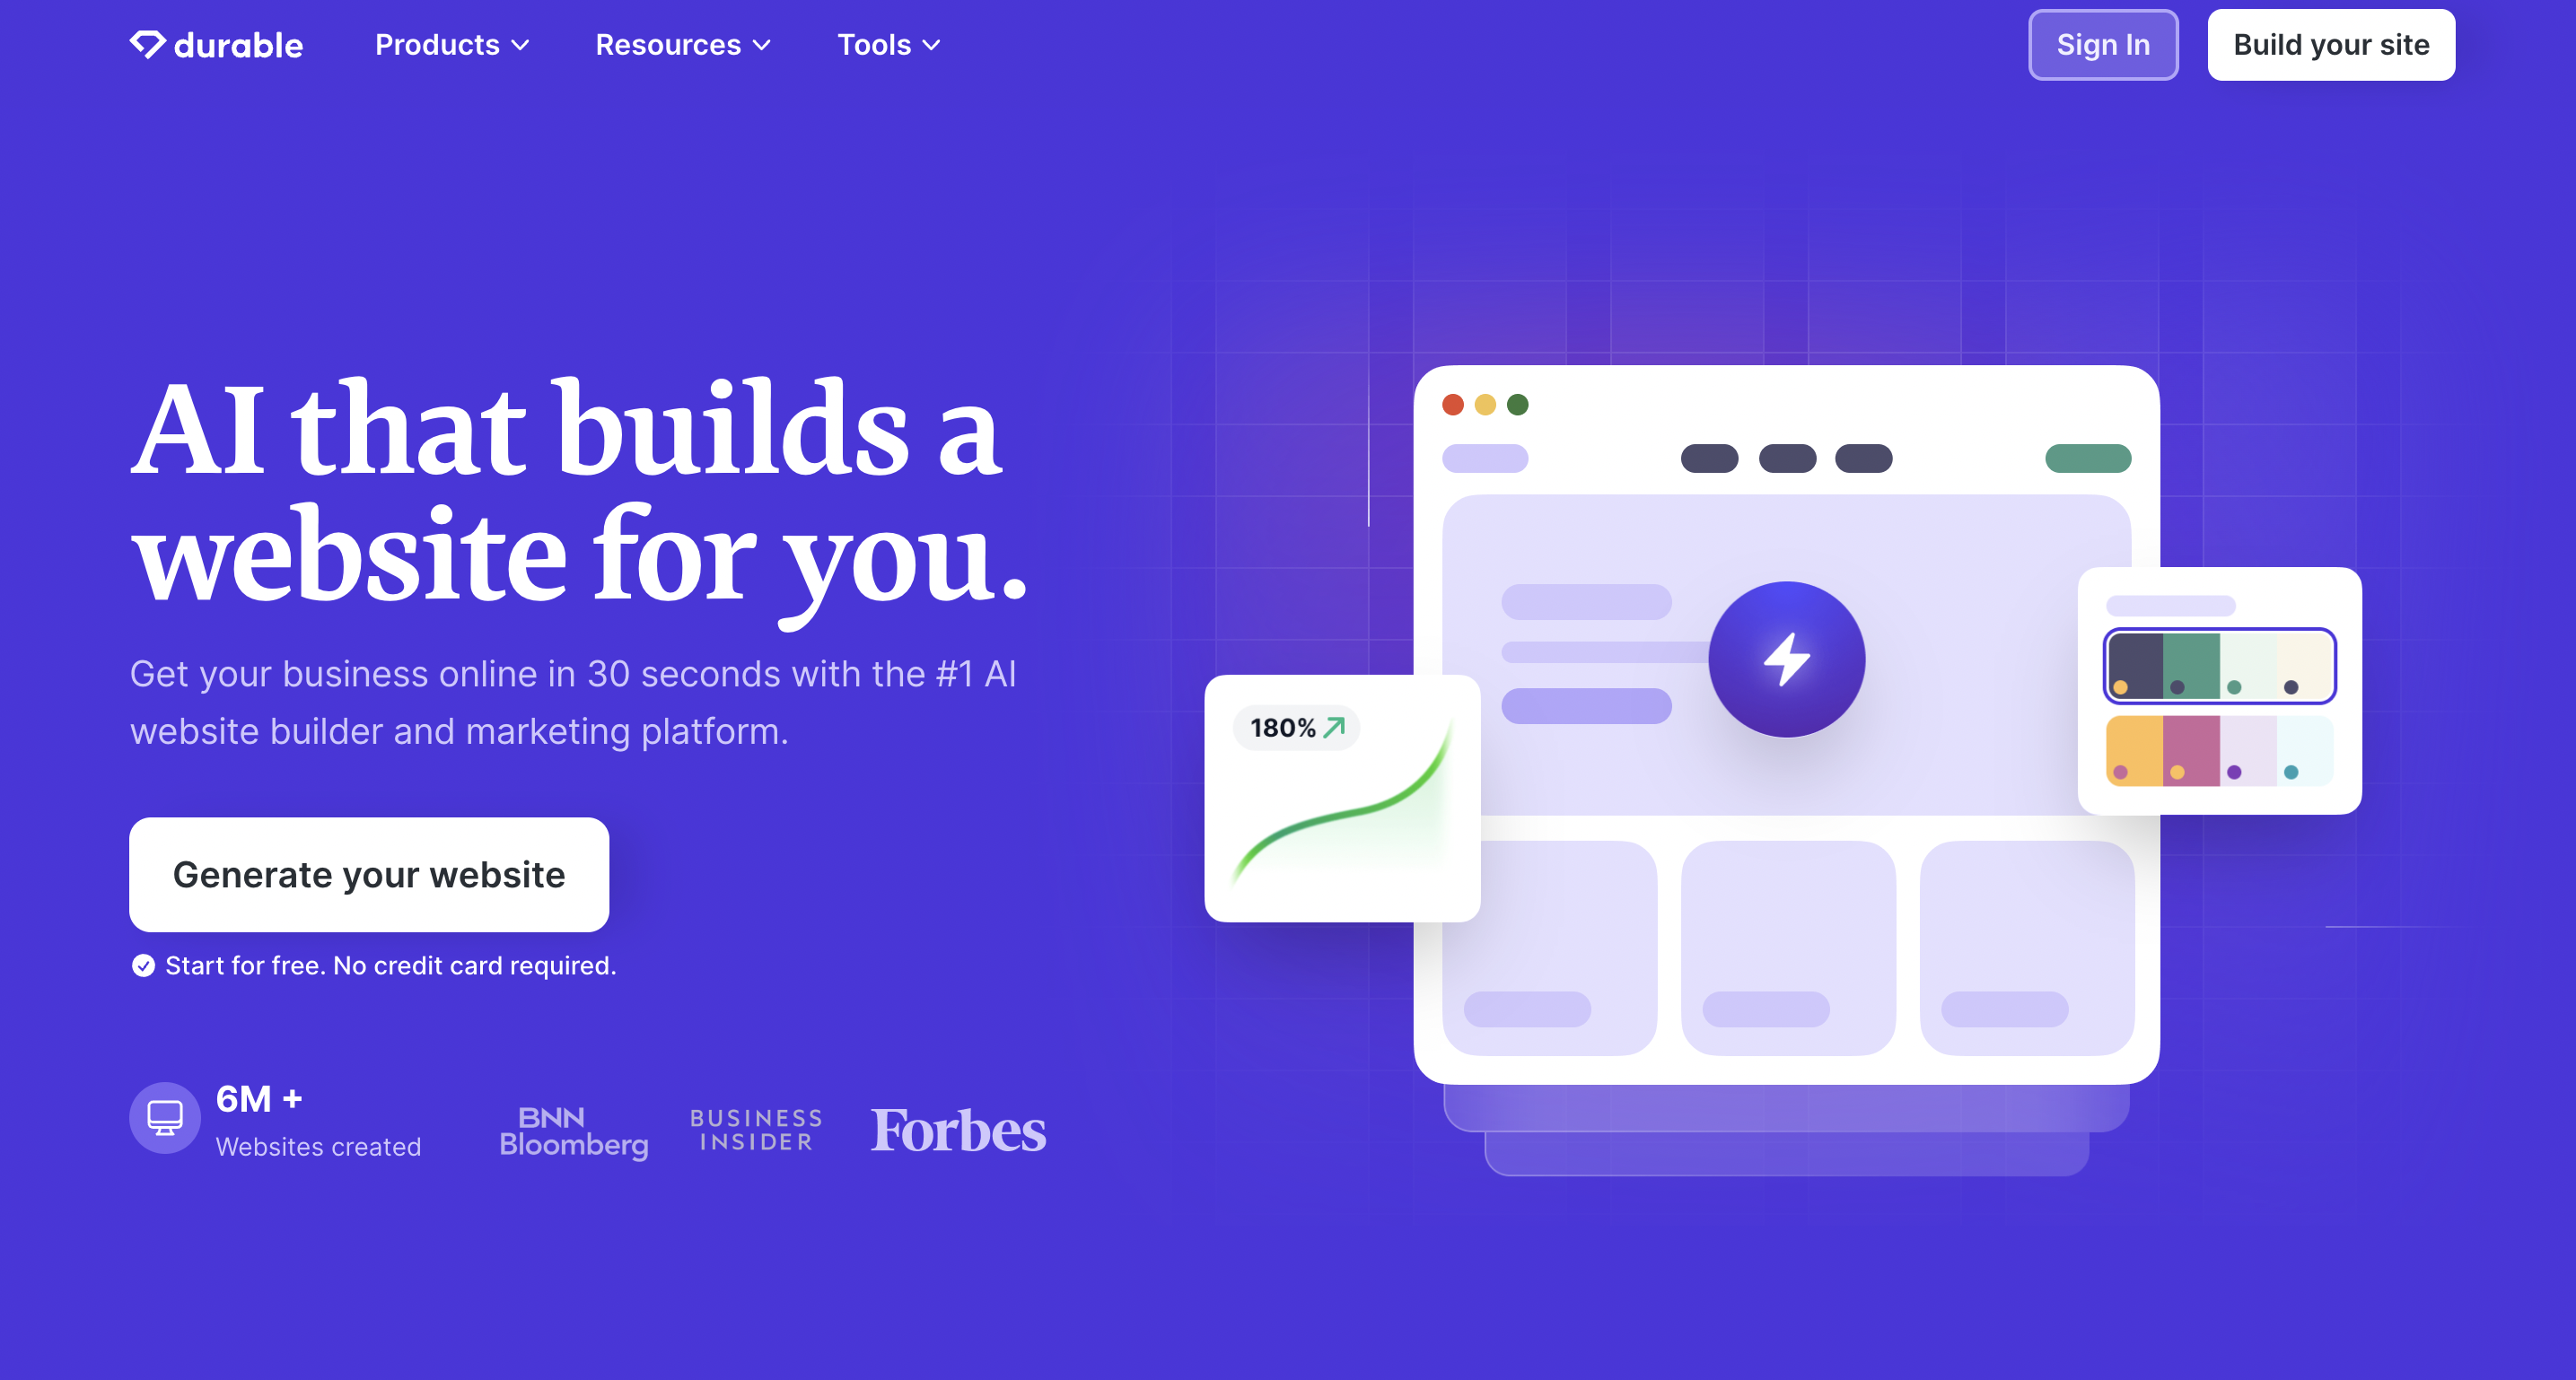 durable
Products
Resources
Tools
Sign In
Build your site
AI that builds a
website for you.
Get your business online in 30 seconds with the #1 AI
website builder and marketing platform.
Generate your website
Start for free. No credit card required.
6M +
Websites created
BNN
Bloomberg
BUSINESS
INSIDER
Forbes
180%